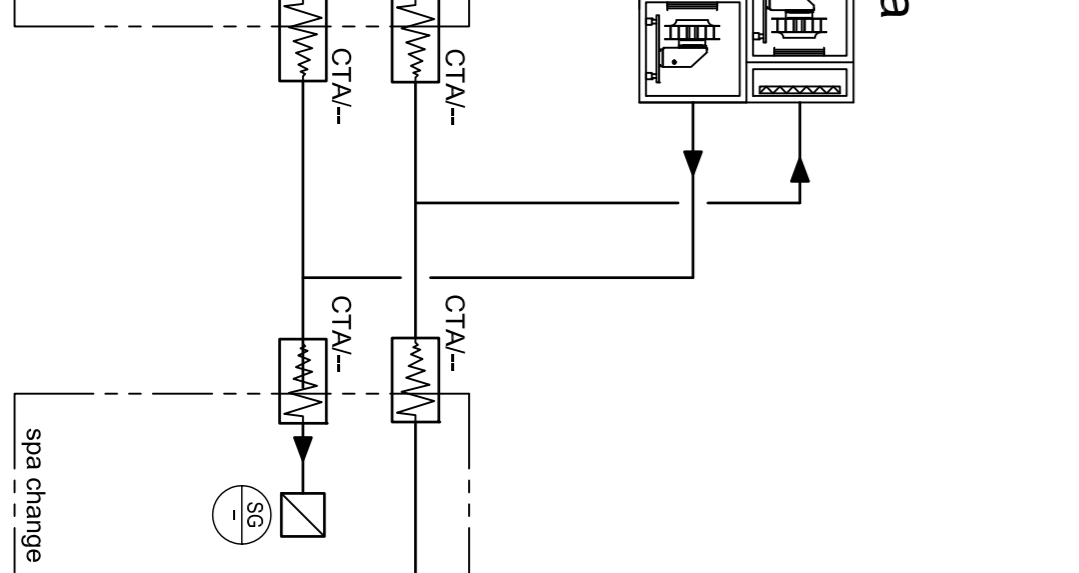 a
CTA/--
CTA/--
CTA/--
CTA/--
SG
-
spa change